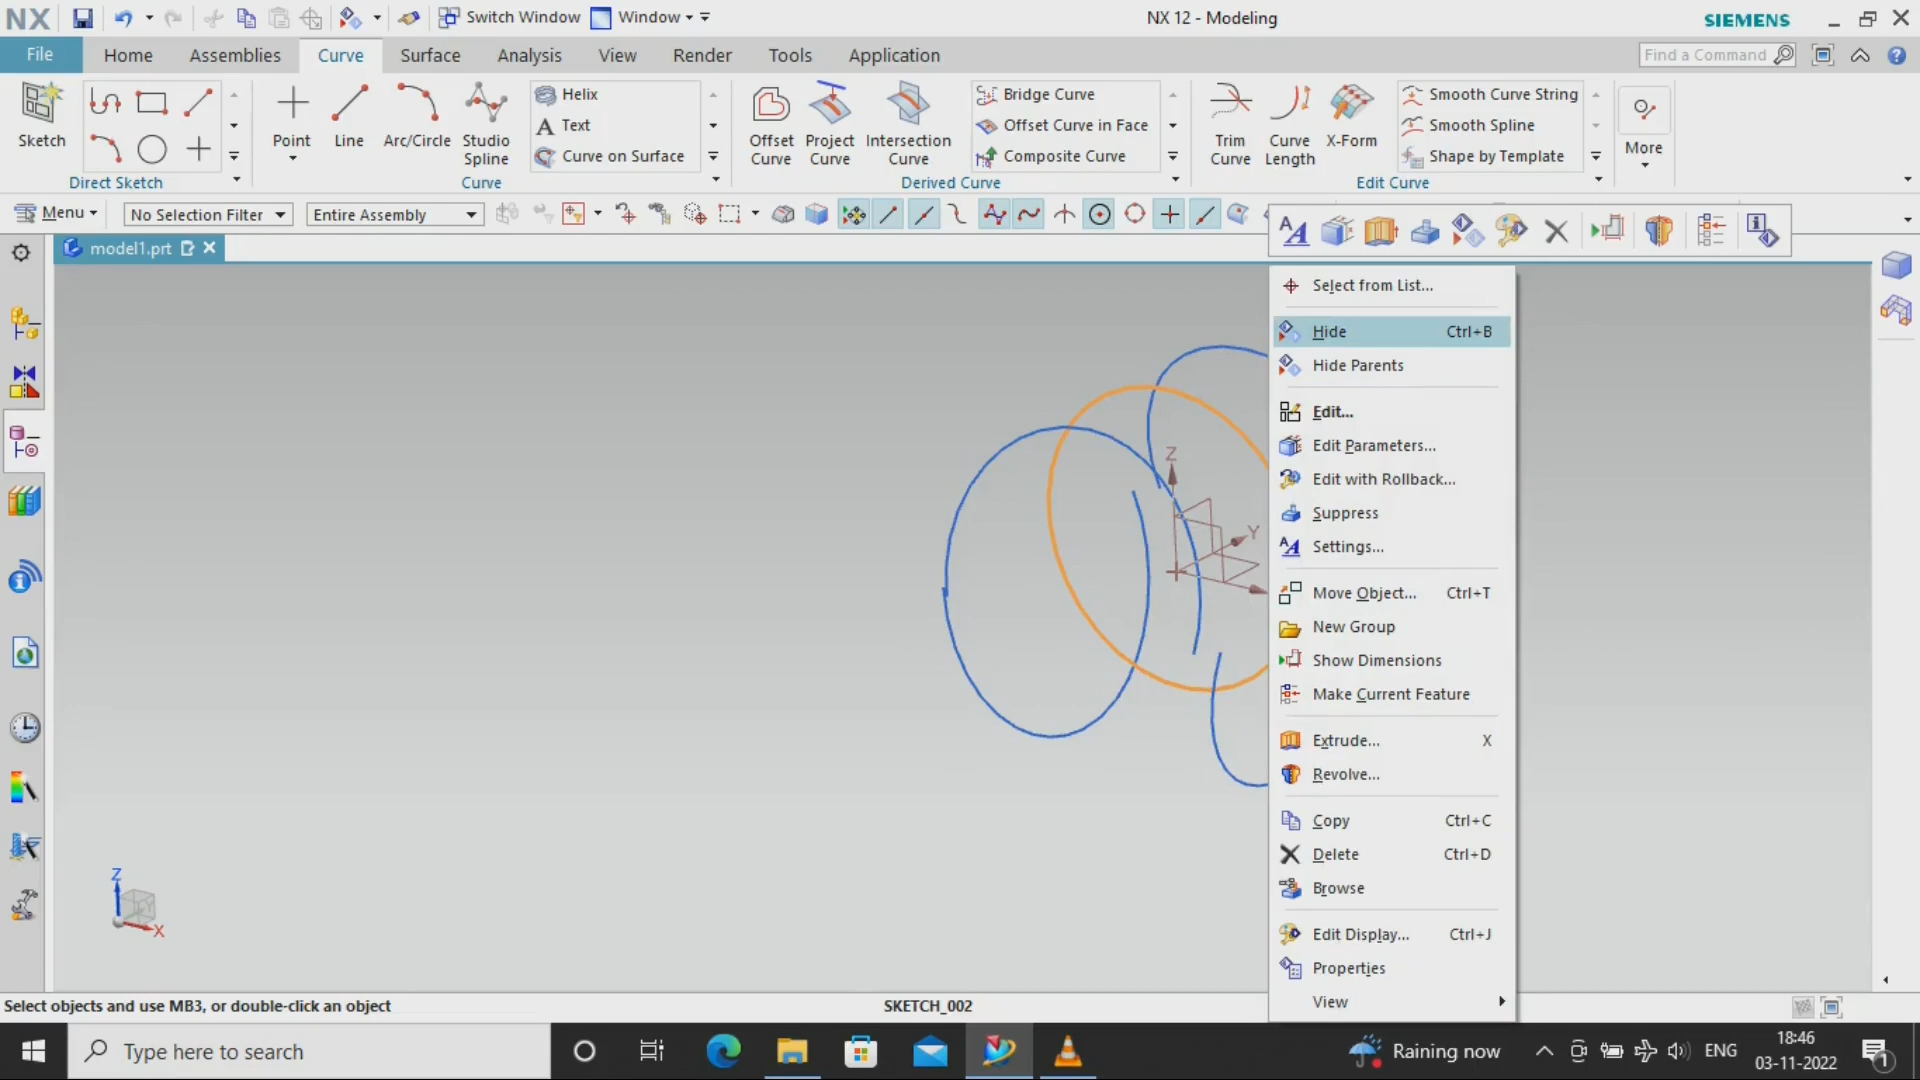 NX
Switch Window
Window
NX 12 - Modeling
SIEMENS
File
Home
Assemblies
Curve
Surface
Analysis
View
Render
Tools
Application
Find a Command
Sketch
Direct Sketch
Point
Line
Arc/Circle
Studio
Spline
Helix
Text
Curve on Surface
Curve
Offset
Curve
Project
Curve
Intersection
Curve
Bridge Curve
Offset Curve in Face
Composite Curve
Derived Curve
Trim
Curve
Curve
Length
X-Form
Smooth Curve String
Smooth Spline
Shape by Template
Edit Curve
More
Menu
No Selection Filter
Entire Assembly
model1.prt
Select from List...
Hide Ctrl+B
Hide Parents
Edit...
Edit Parameters...
Edit with Rollback...
Suppress
Settings...
Move Object... Ctrl+T
New Group
Show Dimensions
Make Current Feature
Extrude... X
Revolve...
Copy Ctrl+C
Delete Ctrl+D
Browse
Edit Display... Ctrl+J
Properties
View
Z
Y
Z
X
Select objects and use MB3, or double-click an object
SKETCH_002
Type here to search
Raining now
ENG
18:46
03-11-2022
1